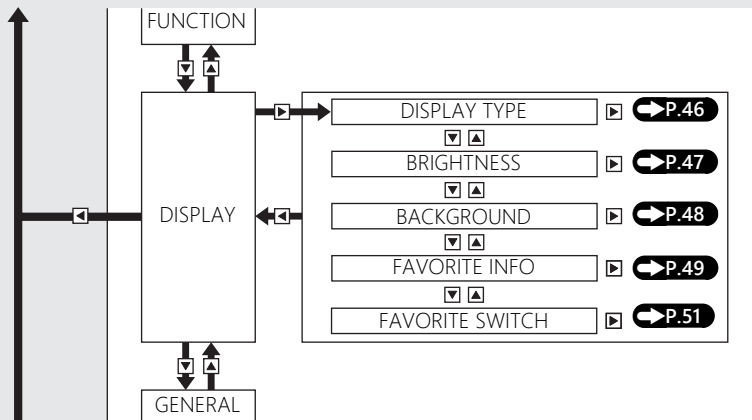 FUNCTION
DISPLAY
DISPLAY TYPE P.46
BRIGHTNESS P.47
BACKGROUND P.48
FAVORITE INFO P.49
FAVORITE SWITCH P.51
GENERAL